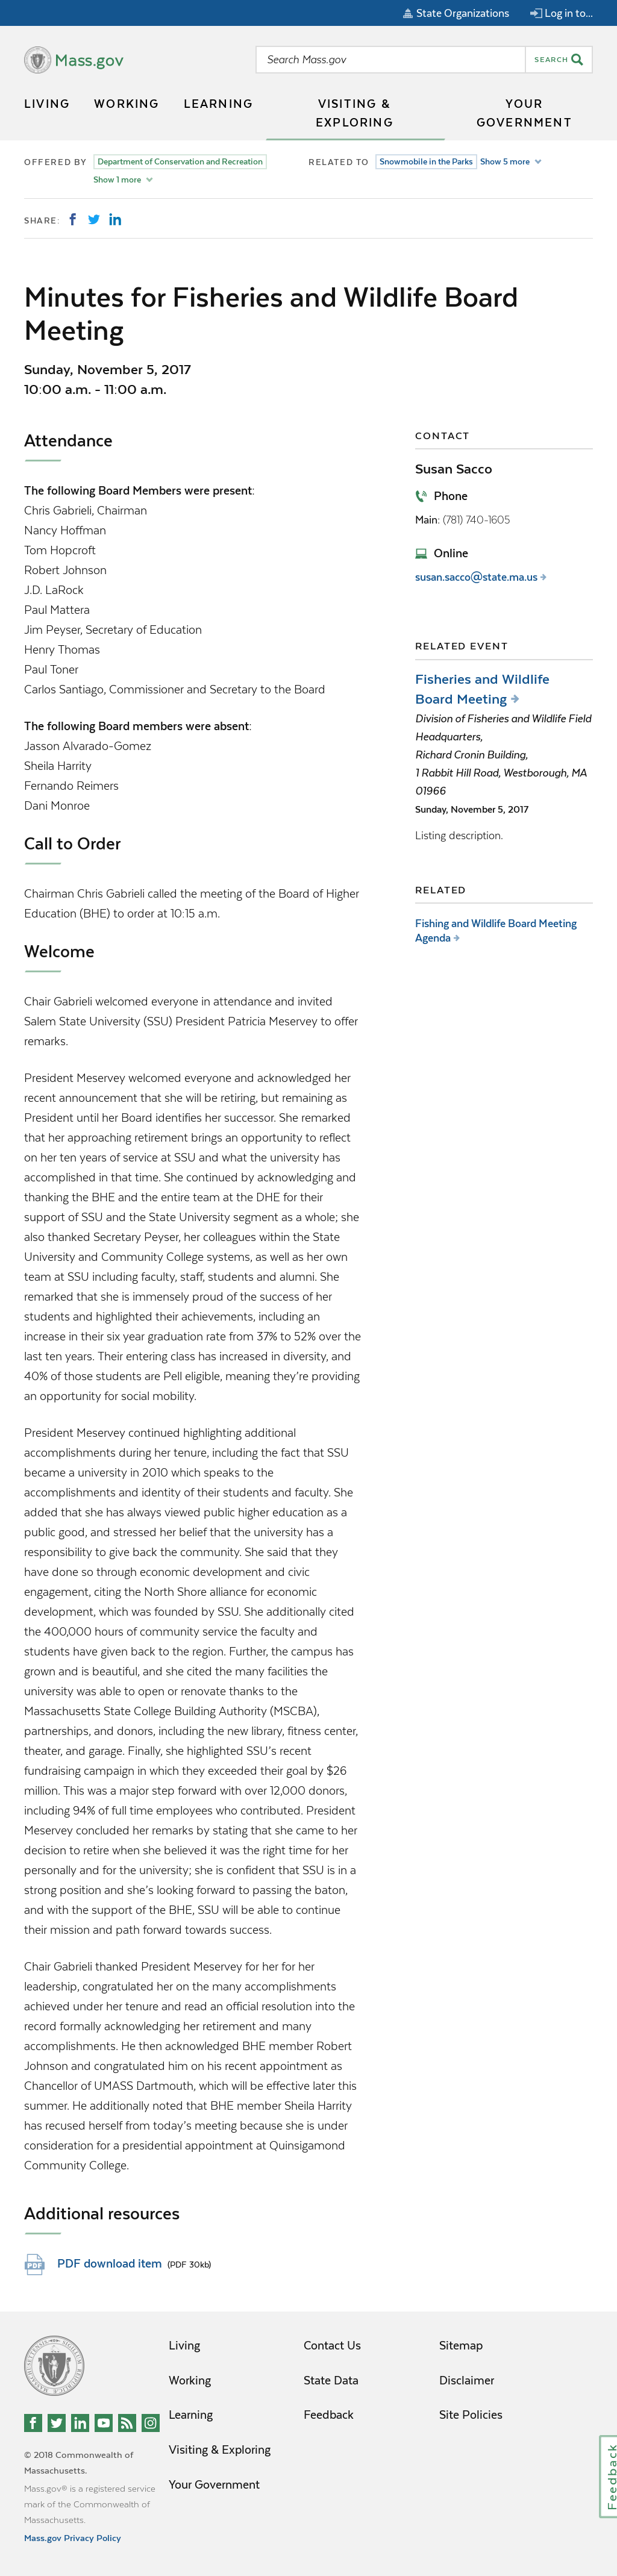 State Organizations
Log in to...
Mass.gov
Search Mass.gov
SEARCH
LIVING
WORKING
LEARNING
VISITING &
EXPLORING
YOUR
GOVERNMENT
OFFERED BY
Department of Conservation and Recreation
Show 1 more
RELATED TO
Snowmobile in the Parks
Show 5 more
SHARE:
Minutes for Fisheries and Wildlife Board
Meeting
Sunday, November 5, 2017
10:00 a.m. - 11:00 a.m.
Attendance
The following Board Members were present:
Chris Gabrieli, Chairman
Nancy Hoffman
Tom Hopcroft
Robert Johnson
J.D. LaRock
Paul Mattera
Jim Peyser, Secretary of Education
Henry Thomas
Paul Toner
Carlos Santiago, Commissioner and Secretary to the Board
The following Board members were absent:
Jasson Alvarado-Gomez
Sheila Harrity
Fernando Reimers
Dani Monroe
Call to Order
Chairman Chris Gabrieli called the meeting of the Board of Higher
Education (BHE) to order at 10:15 a.m.
Welcome
Chair Gabrieli welcomed everyone in attendance and invited
Salem State University (SSU) President Patricia Meservey to offer
remarks.
President Meservey welcomed everyone and acknowledged her
recent announcement that she will be retiring, but remaining as
President until her Board identifies her successor. She remarked
that her approaching retirement brings an opportunity to reflect
on her ten years of service at SSU and what the university has
accomplished in that time. She continued by acknowledging and
thanking the BHE and the entire team at the DHE for their
support of SSU and the State University segment as a whole; she
also thanked Secretary Peyser, her colleagues within the State
University and Community College systems, as well as her own
team at SSU including faculty, staff, students and alumni. She
remarked that she is immensely proud of the success of her
students and highlighted their achievements, including an
increase in their six year graduation rate from 37% to 52% over the
last ten years. Their entering class has increased in diversity, and
40% of those students are Pell eligible, meaning they're providing
an opportunity for social mobility.
President Meservey continued highlighting additional
accomplishments during her tenure, including the fact that SSU
became a university in 2010 which speaks to the
accomplishments and identity of their students and faculty. She
added that she has always viewed public higher education as a
public good, and stressed her belief that the university has a
responsibility to give back the community. She said that they
have done so through economic development and civic
engagement, citing the North Shore alliance for economic
development, which was founded by SSU. She additionally cited
the 400,000 hours of community service the faculty and
students have given back to the region. Further, the campus has
grown and is beautiful, and she cited the many facilities the
university was able to open or renovate thanks to the
Massachusetts State College Building Authority (MSCBA),
partnerships, and donors, including the new library, fitness center,
theater, and garage. Finally, she highlighted SSU's recent
fundraising campaign in which they exceeded their goal by $26
million. This was a major step forward with over 12,000 donors,
including 94% of full time employees who contributed. President
Meservey concluded her remarks by stating that she came to her
decision to retire when she believed it was the right time for her
personally and for the university; she is confident that SSU is in a
strong position and she's looking forward to passing the baton,
and with the support of the BHE, SSU will be able to continue
their mission and path forward towards success.
Chair Gabrieli thanked President Meservey for her for her
leadership, congratulated her on the many accomplishments
achieved under her tenure and read an official resolution into the
record formally acknowledging her retirement and many
accomplishments. He then acknowledged BHE member Robert
Johnson and congratulated him on his recent appointment as
Chancellor of UMASS Dartmouth, which will be effective later this
summer. He additionally noted that BHE member Sheila Harrity
has recused herself from today's meeting because she is under
consideration for a presidential appointment at Quinsigamond
Community College.
Additional resources
PDF
PDF download item (PDF 30kb)
CONTACT
Susan Sacco
Phone
Main: (781) 740-1605
Online
susan.sacco@state.ma.us
RELATED EVENT
Fisheries and Wildlife
Board Meeting
Division of Fisheries and Wildlife Field
Headquarters,
Richard Cronin Building,
1 Rabbit Hill Road, Westborough, MA
01966
Sunday, November 5, 2017
Listing description.
RELATED
Fishing and Wildlife Board Meeting
Agenda
Living
Working
Learning
Visiting & Exploring
Your Government
Contact Us
State Data
Feedback
Sitemap
Disclaimer
Site Policies
© 2018 Commonwealth of
Massachusetts.
Mass.gov® is a registered service
mark of the Commonwealth of
Massachusetts.
Mass.gov Privacy Policy
Feedback